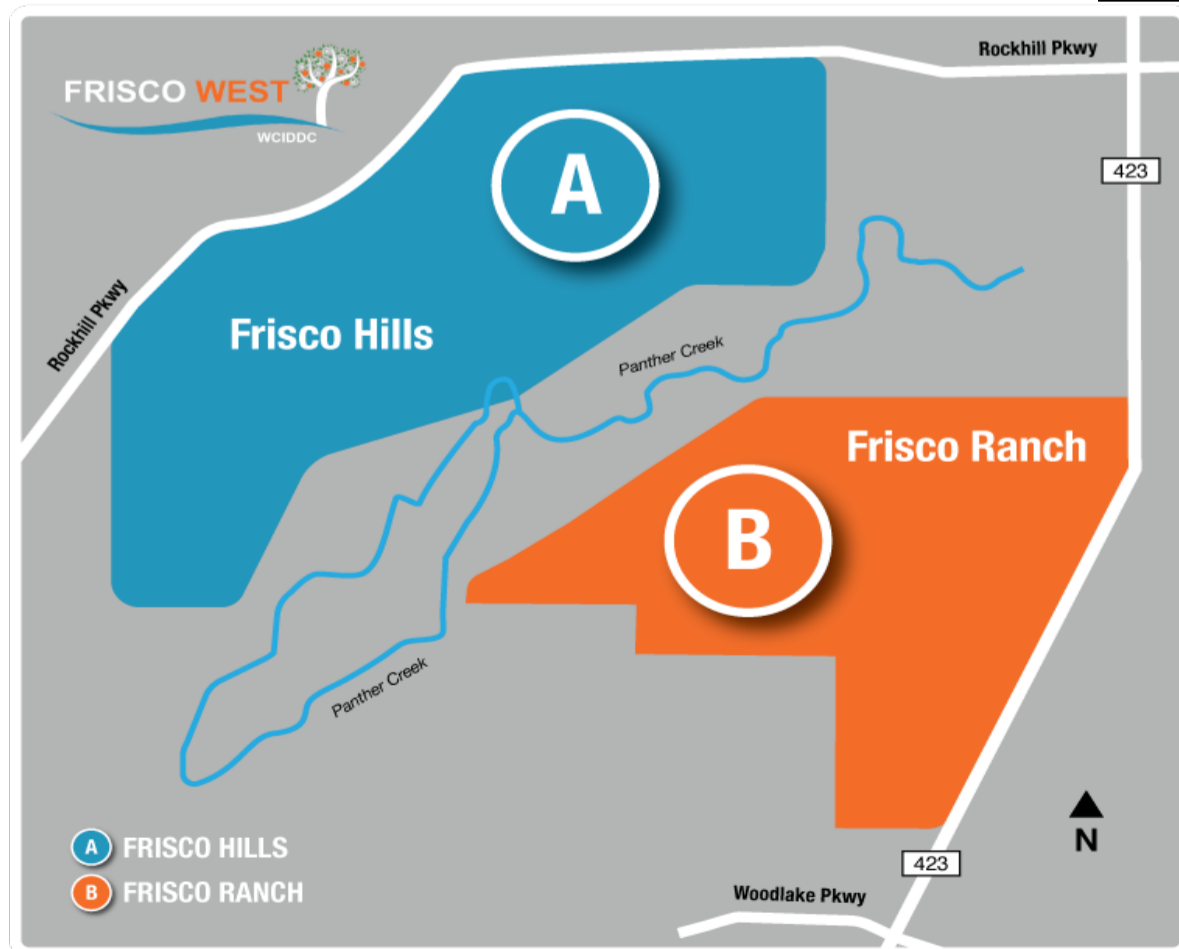 Rockhill Pkwy
FRISCO WEST
WCIDDC
423
A
Rockhill Pkwy
Frisco Hills
Panther Creek
Frisco Ranch
B
Panther Creek
A FRISCO HILLS
B FRISCO RANCH
N
423
Woodlake Pkwy